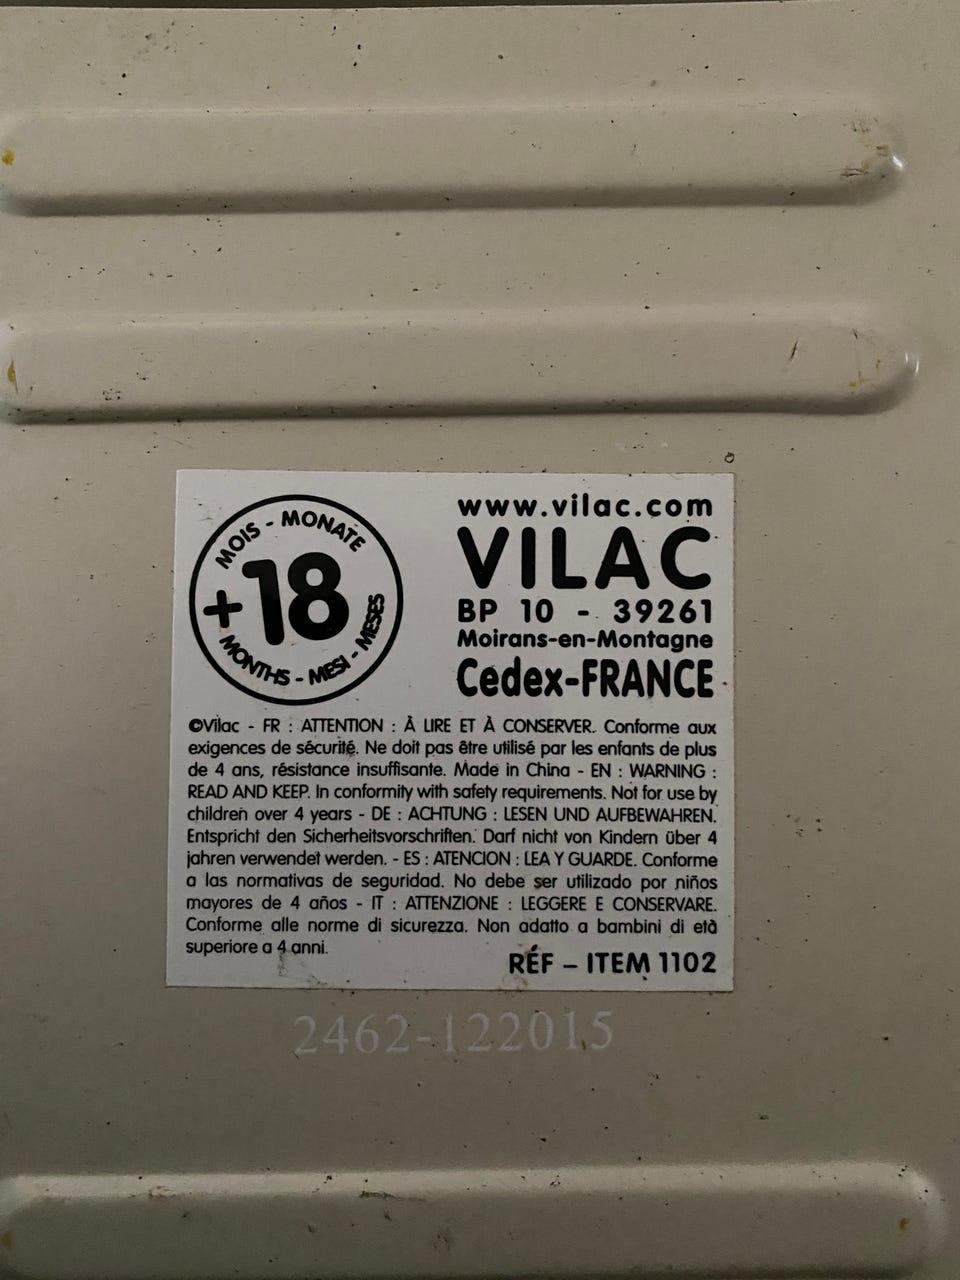 MOIS - MONATE
+18
MONTHS - MESI - MESES
www.vilac.com
VILAC
BP 10 - 39261
Moirans-en-Montagne
Cedex-FRANCE
©Vilac - FR : ATTENTION : À LIRE ET À CONSERVER. Conforme aux
exigences de sécurité. Ne doit pas être utilisé par les enfants de plus
de 4 ans, résistance insuffisante. Made in China - EN : WARNING :
READ AND KEEP. In conformity with safety requirements. Not for use by
children over 4 years - DE : ACHTUNG : LESEN UND AUFBEWAHREN.
Entspricht den Sicherheitsvorschriften. Darf nicht von Kindern über 4
jahren verwendet werden. - ES : ATENCION : LEA Y GUARDE. Conforme
a las normativas de seguridad. No debe ser utilizado por niños
mayores de 4 años - IT : ATTENZIONE : LEGGERE E CONSERVARE.
Conforme alle norme di sicurezza. Non adatto a bambini di età
superiore a 4 anni.
RÉF – ITEM 1102
2462-122015